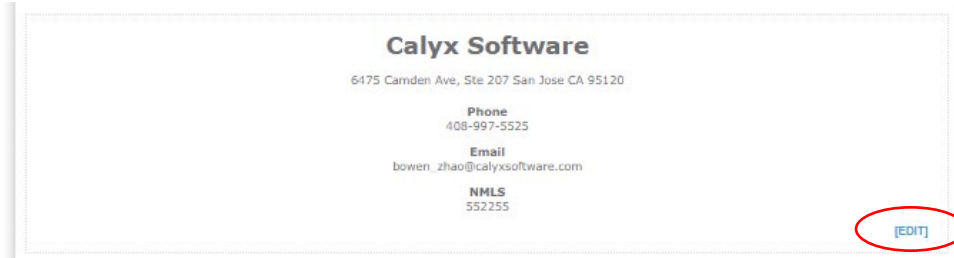 Calyx Software
6475 Camden Ave, Ste 207 San Jose CA 95120
Phone
408-997-5525
Email
bowen_zhao@calyxsoftware.com
NMLS
552255
[EDIT]